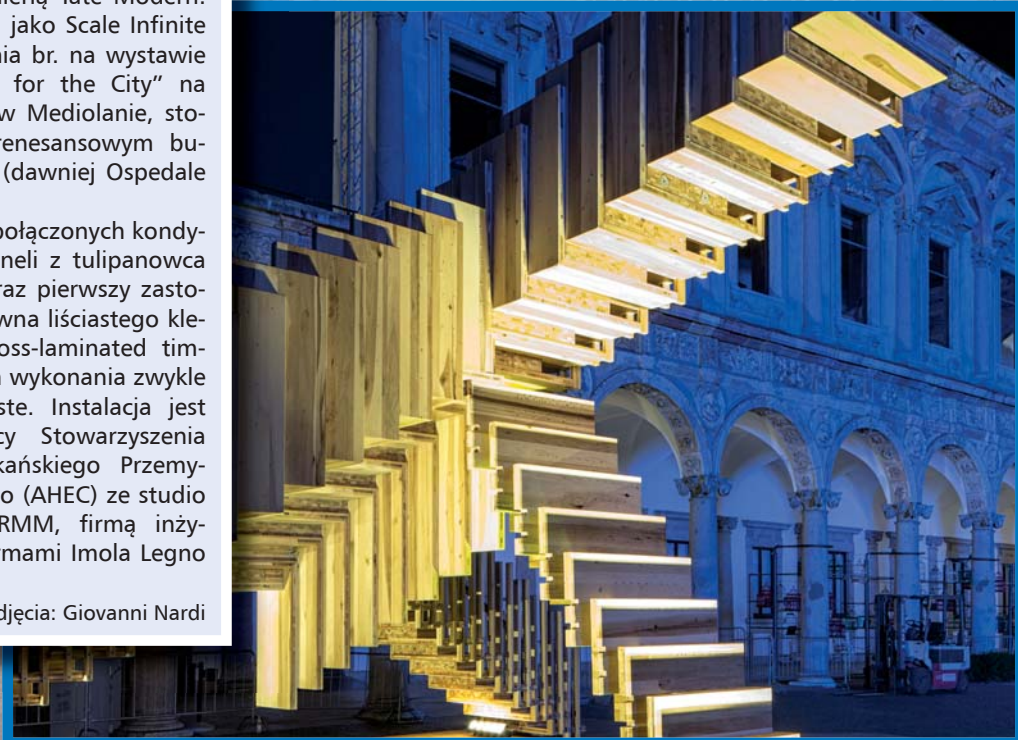 jako Scale Infinite
nia br. na wystawie
for the City” na
w Mediolanie, sto-
renesansowym bu-
(dawniej Ospedale
połączonych kondy-
neli z tulipanowca
raz pierwszy zasto-
wna liściastego kle-
oss-laminated tim-
wykonania zwykle
ste. Instalacja jest
cy Stowarzyszenia
kańskiego Przemy-
o (AHEC) ze studio
RMM, firmą inży-
rmami Imola Legno
djęcia: Giovanni Nardi